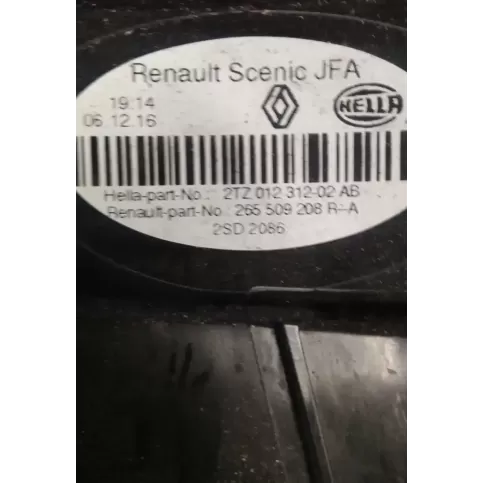 Renault Scenic JFA
19:14
06.12.16
HELLA
Hella-part-No.: 2TZ 012 312-02 AB
Renault-part-No.: 265 509 208 R--A
2SD 2086